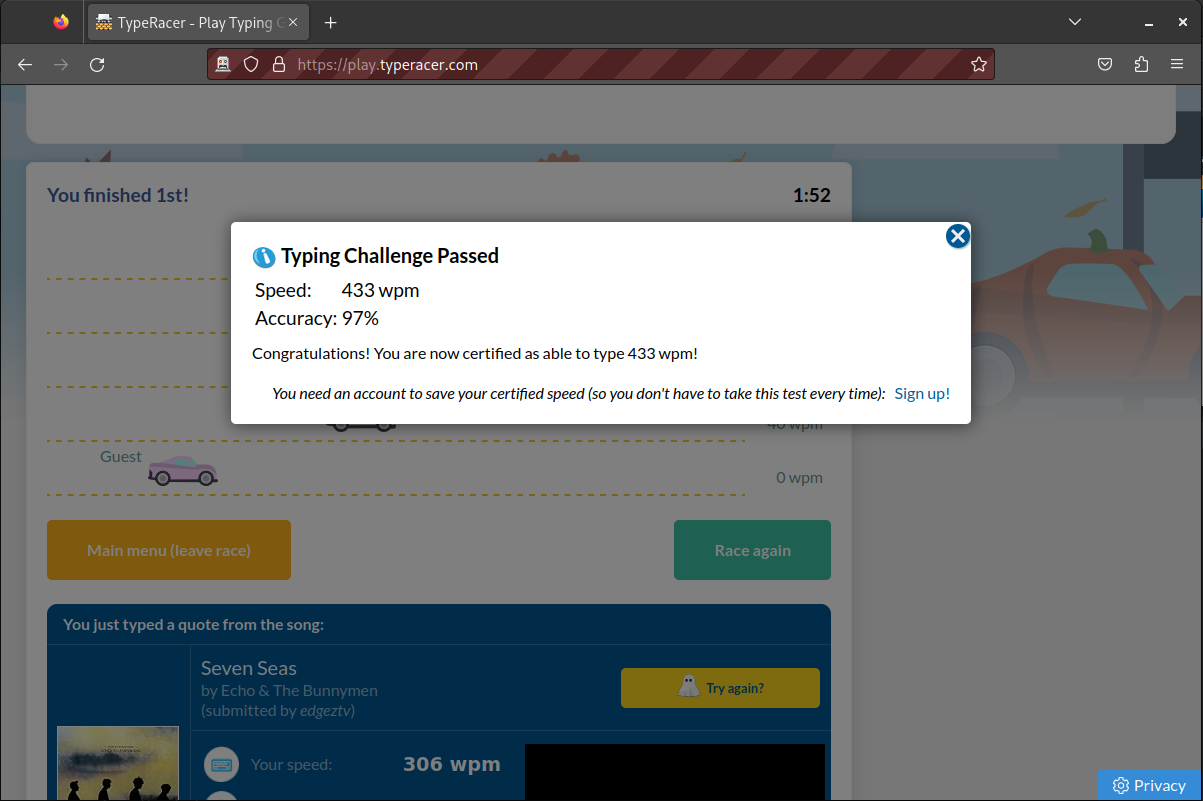 TypeRacer - Play Typing
https://play.typeracer.com
You finished 1st!
1:52
Typing Challenge Passed
Speed: 433 wpm
Accuracy: 97%
Congratulations! You are now certified as able to type 433 wpm!
You need an account to save your certified speed (so you don't have to take this test every time): Sign up!
40 wpm
Guest
0 wpm
Main menu (leave race)
Race again
You just typed a quote from the song:
Seven Seas
by Echo & The Bunnymen
(submitted by edgeztv)
Try again?
Your speed: 306 wpm
Privacy